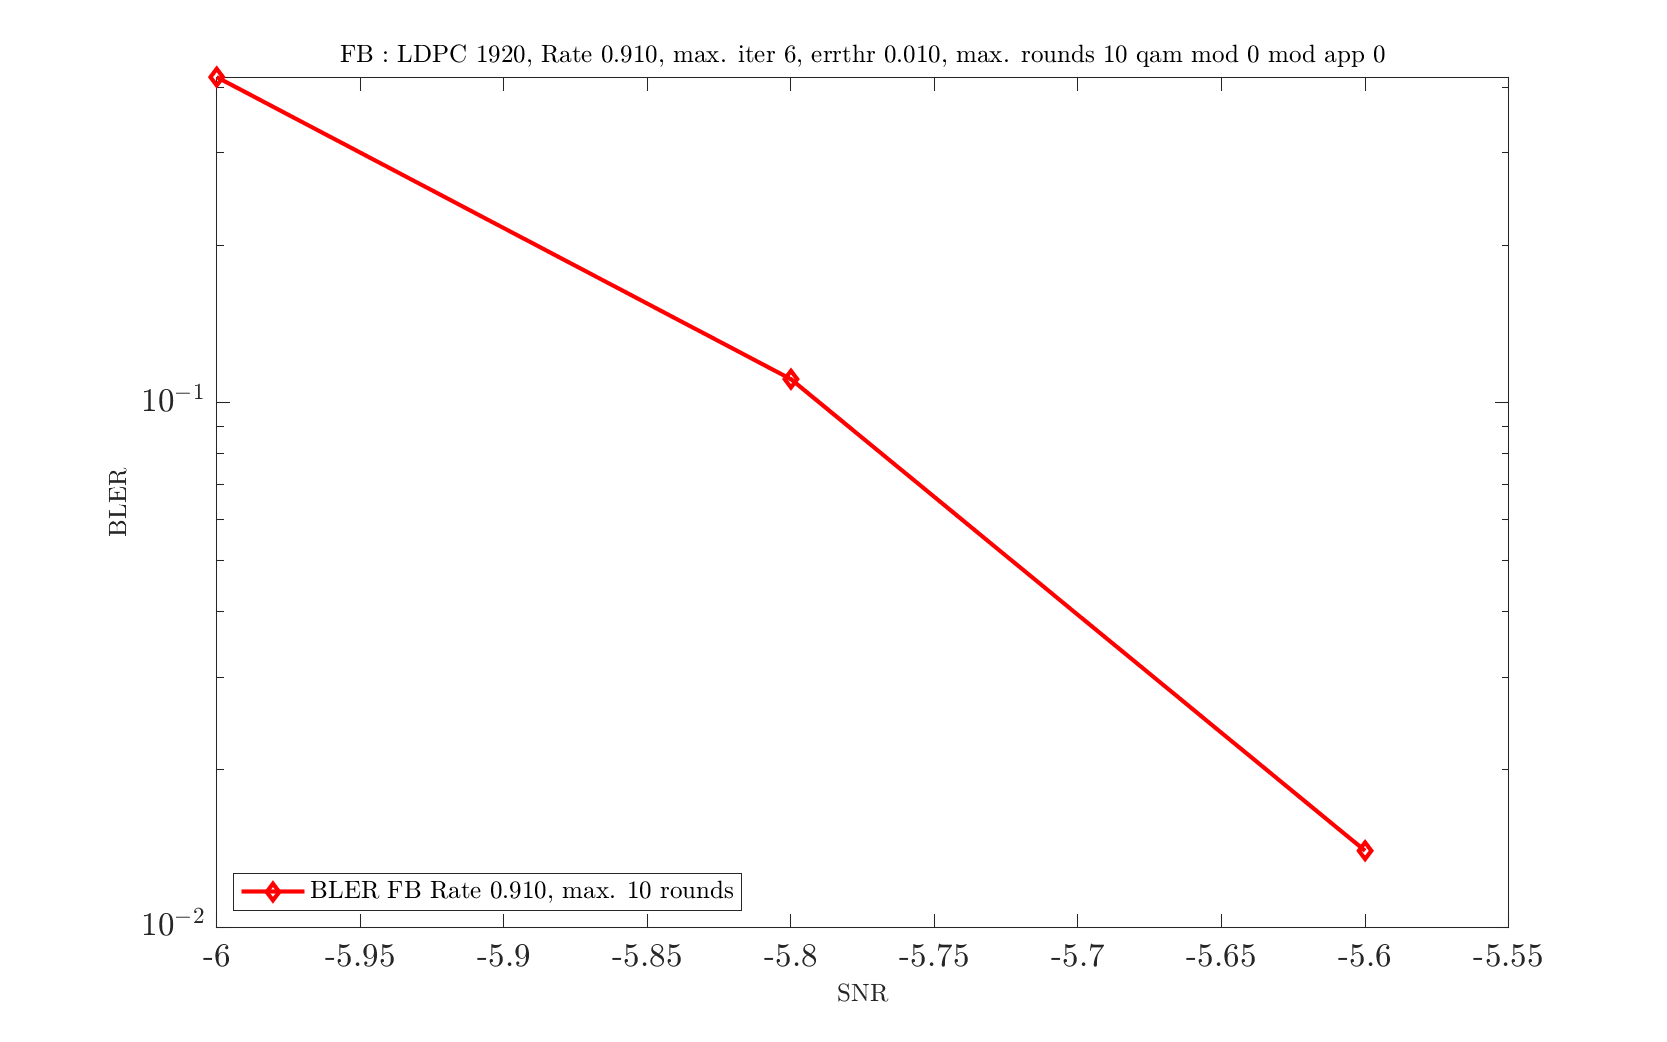 FB : LDPC 1920, Rate 0.910, max. iter 6, errthr 0.010, max. rounds 10 qam mod 0 mod app 0
10⁻¹
BLER
BLER FB Rate 0.910, max. 10 rounds
10⁻²
-6 -5.95 -5.9 -5.85 -5.8 -5.75 -5.7 -5.65 -5.6 -5.55
SNR